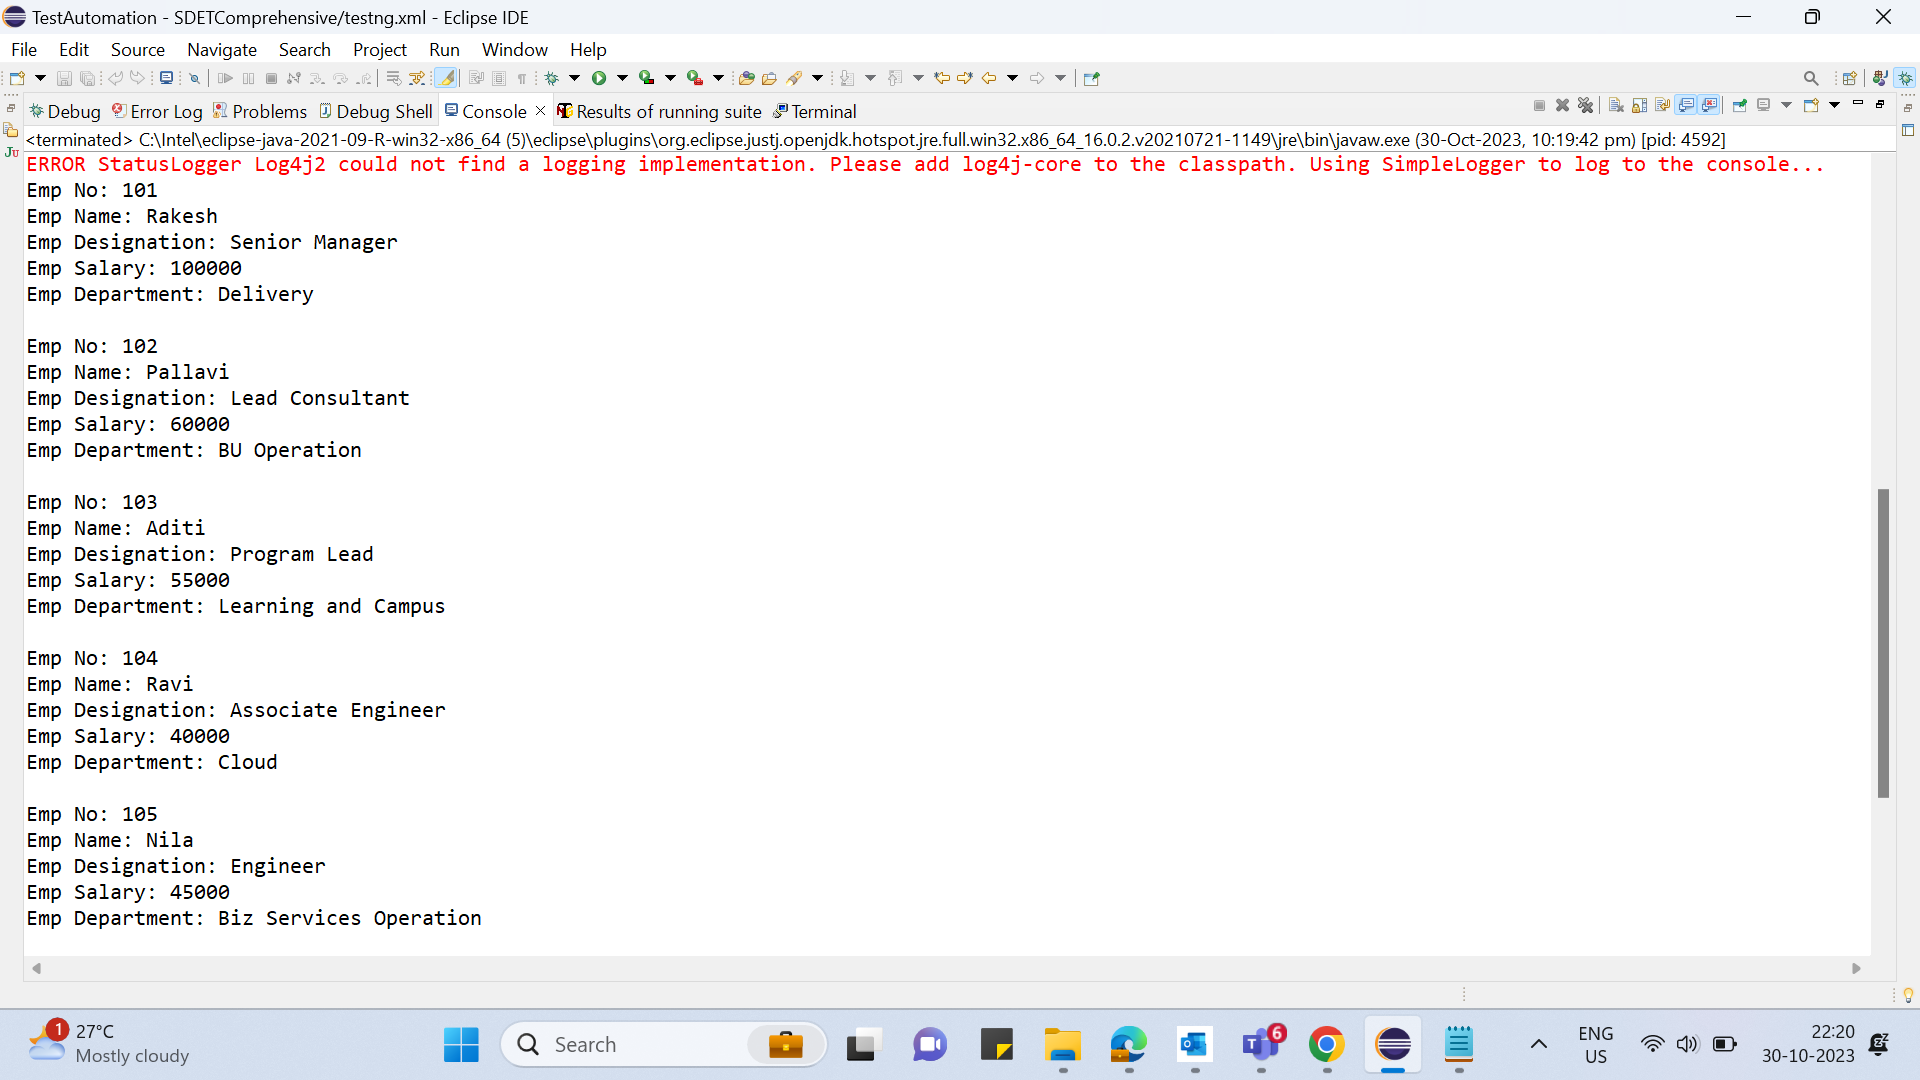 TestAutomation - SDETComprehensive/testng.xml - Eclipse IDE
File Edit Source Navigate Search Project Run Window Help
Debug Error Log Problems Debug Shell Console Results of running suite Terminal
<terminated> C:\Intel\eclipse-java-2021-09-R-win32-x86_64 (5)\eclipse\plugins\org.eclipse.justj.openjdk.hotspot.jre.full.win32.x86_64_16.0.2.v20210721-1149\jre\bin\javaw.exe (30-Oct-2023, 10:19:42 pm) [pid: 4592]
ERROR StatusLogger Log4j2 could not find a logging implementation. Please add log4j-core to the classpath. Using SimpleLogger to log to the console...
Emp No: 101
Emp Name: Rakesh
Emp Designation: Senior Manager
Emp Salary: 100000
Emp Department: Delivery
Emp No: 102
Emp Name: Pallavi
Emp Designation: Lead Consultant
Emp Salary: 60000
Emp Department: BU Operation
Emp No: 103
Emp Name: Aditi
Emp Designation: Program Lead
Emp Salary: 55000
Emp Department: Learning and Campus
Emp No: 104
Emp Name: Ravi
Emp Designation: Associate Engineer
Emp Salary: 40000
Emp Department: Cloud
Emp No: 105
Emp Name: Nila
Emp Designation: Engineer
Emp Salary: 45000
Emp Department: Biz Services Operation
1
27°C
Mostly cloudy
Search
6
ENG
US
22:20
30-10-2023